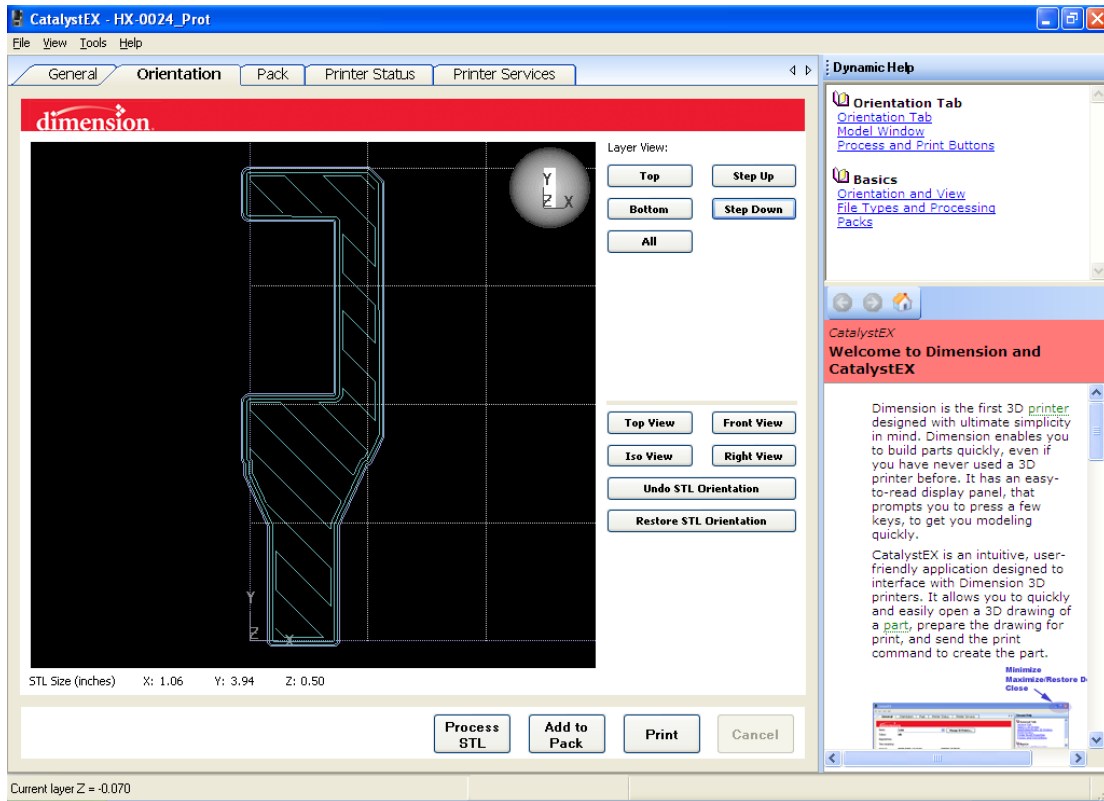 CatalystEX - HX-0024_Prot
File View Tools Help
General Orientation Pack Printer Status Printer Services
dimension
Y
Z X
Y
Z X
Layer View:
Top Step Up
Bottom Step Down
All
Top View Front View
Iso View Right View
Undo STL Orientation
Restore STL Orientation
STL Size (inches) X: 1.06 Y: 3.94 Z: 0.50
Process STL
Add to Pack
Print
Cancel
Current layer Z = -0.070
Dynamic Help
Orientation Tab
Orientation Tab
Model Window
Process and Print Buttons
Basics
Orientation and View
File Types and Processing
Packs
CatalystEX
Welcome to Dimension and
CatalystEX
Dimension is the first 3D printer
designed with ultimate simplicity
in mind. Dimension enables you
to build parts quickly, even if
you have never used a 3D
printer before. It has an easy-
to-read display panel, that
prompts you to press a few
keys, to get you modeling
quickly.
CatalystEX is an intuitive, user-
friendly application designed to
interface with Dimension 3D
printers. It allows you to quickly
and easily open a 3D drawing of
a part, prepare the drawing for
print, and send the print
command to create the part.
Minimize
Maximize/Restore D
Close